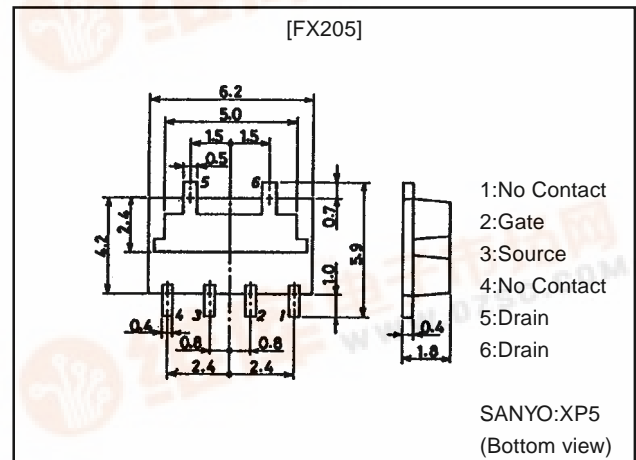 [FX205]
6.2
5.0
1.5 1.5
0.5
5 6
0.7
2.4
4.2
5.9
1.0
4 3 2 1
0.4
0.8 0.8
2.4 2.4
0.4
1.8
1:No Contact
2:Gate
3:Source
4:No Contact
5:Drain
6:Drain
SANYO:XP5
(Bottom view)